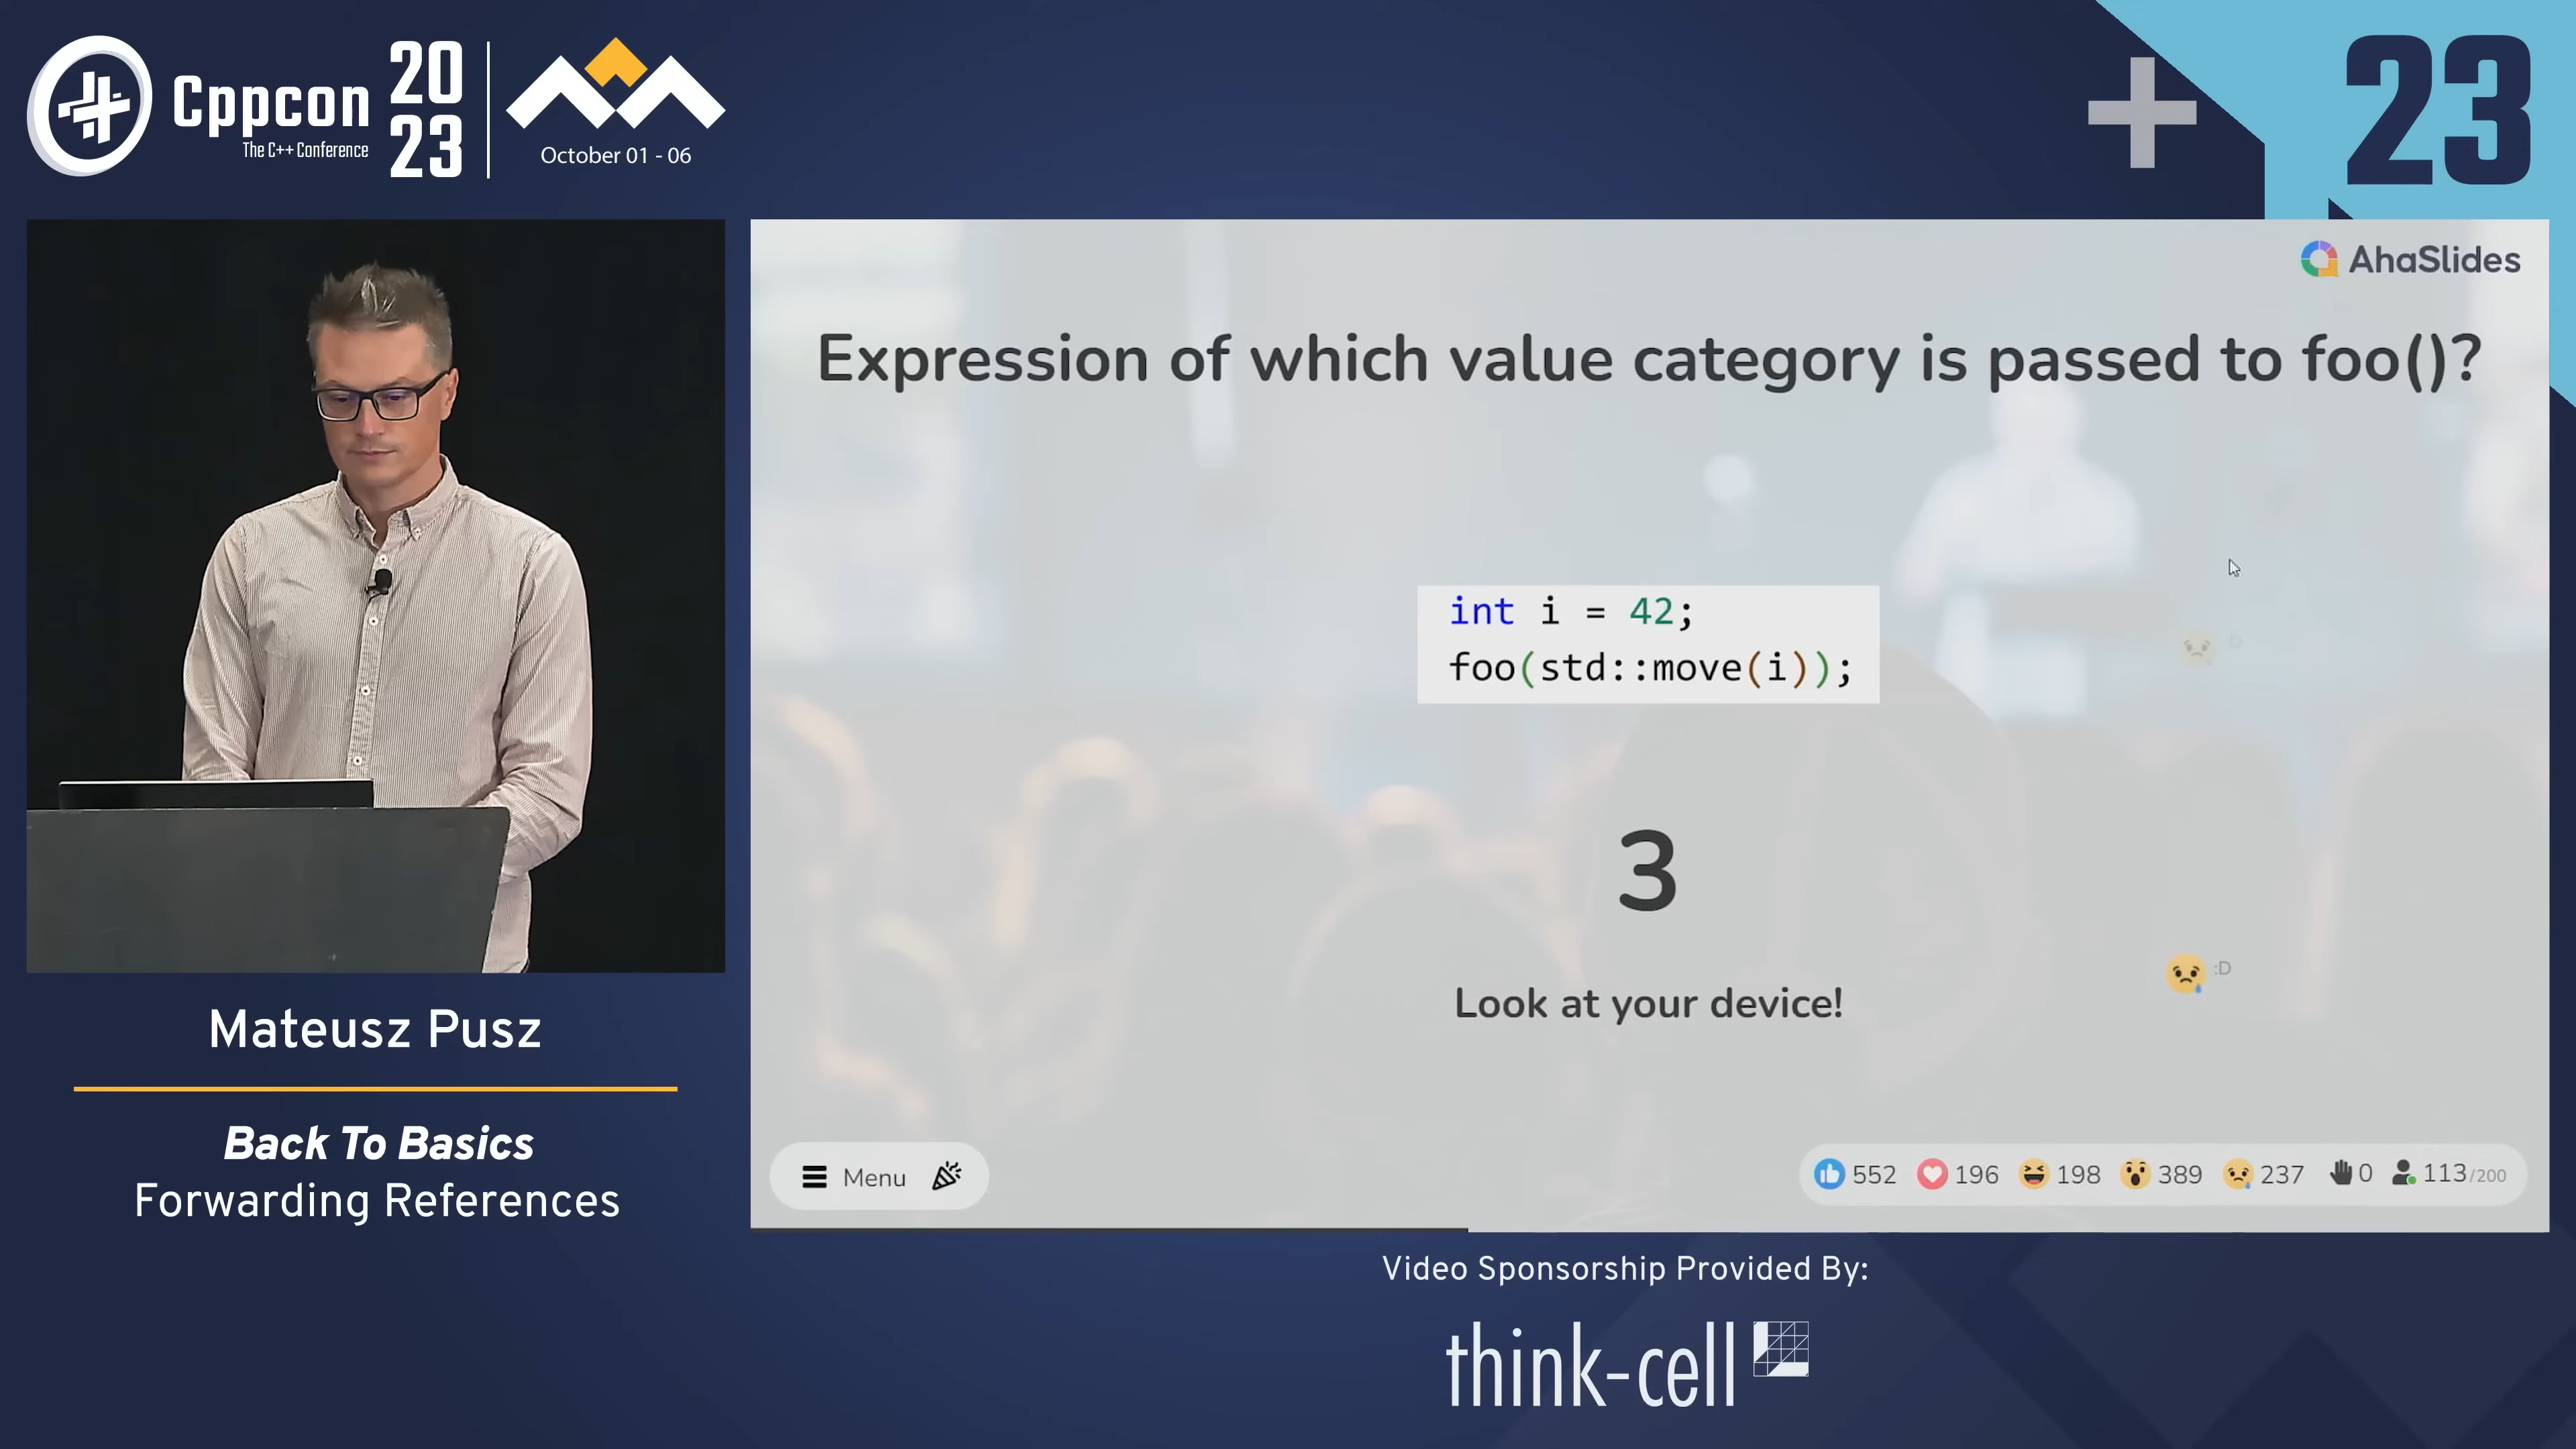 Cppcon
The C++ Conference
20
23
October 01 - 06
23
AhaSlides
Expression of which value category is passed to foo()?
int i = 42;
foo(std::move(i));
3
:D
:D
Look at your device!
Menu
552
196
198
389
237
0
113/200
Mateusz Pusz
Back To Basics
Forwarding References
Video Sponsorship Provided By:
think-cell